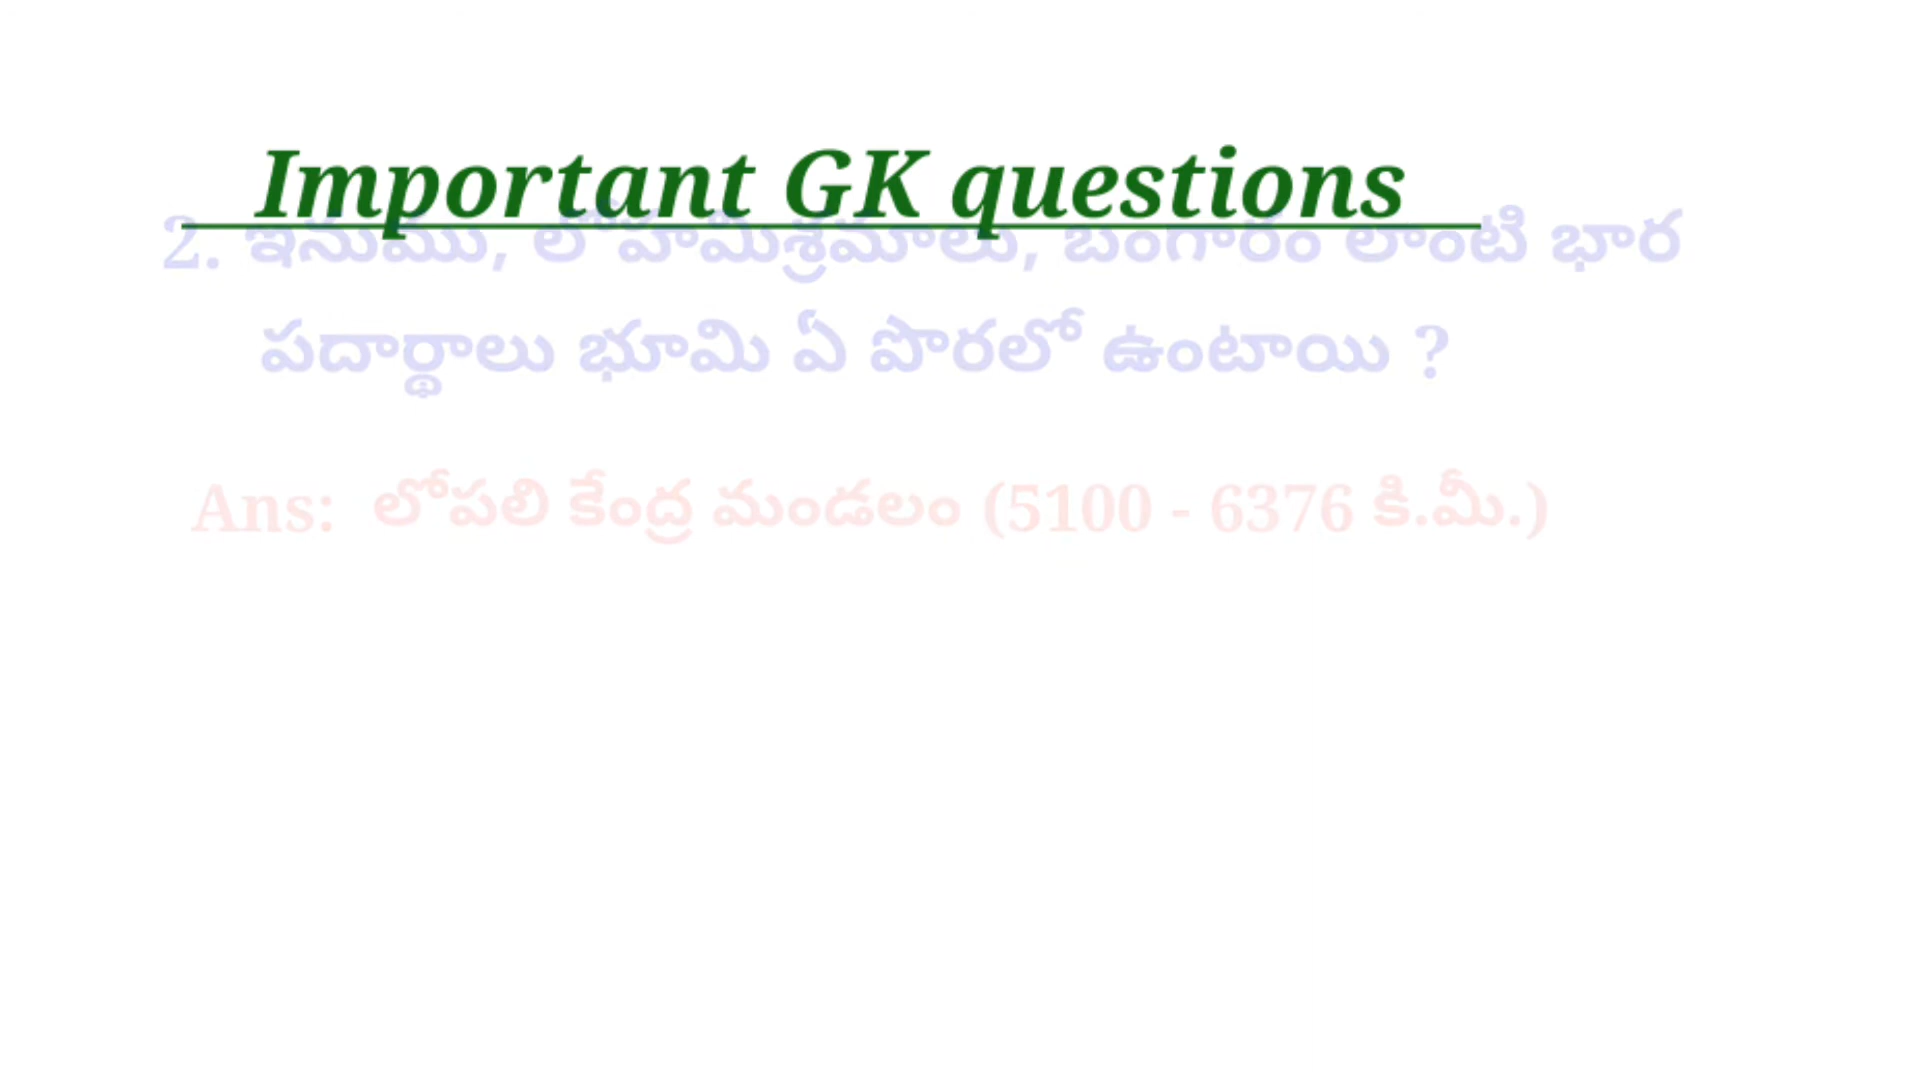 Important GK questions
2. ఇనుము, లోహమిశ్రమాలు, బంగారం లాంటి భార
పదార్థాలు భూమి ఏ పొరలో ఉంటాయి ?
Ans: లోపలి కేంద్ర మండలం (5100 - 6376 కి.మీ.)